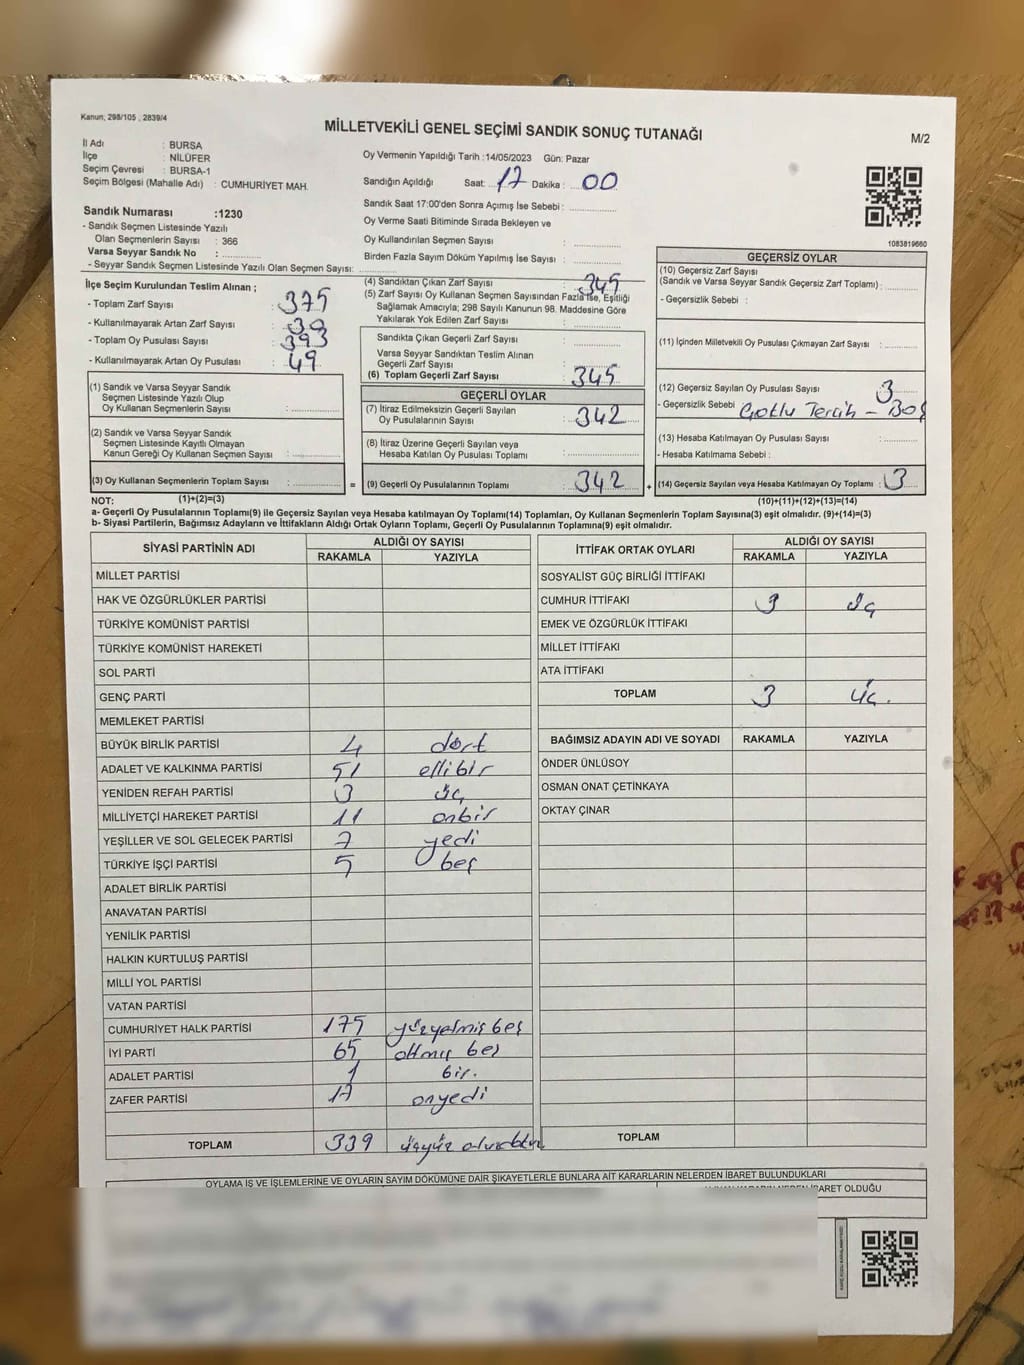 Kanun, 298/105 , 2839/4
MİLLETVEKİLİ GENEL SEÇİMİ SANDIK SONUÇ TUTANAĞI
M/2
İl Adı : BURSA
İlçe : NİLÜFER
Seçim Çevresi : BURSA-1
Seçim Bölgesi (Mahalle Adı) : CUMHURİYET MAH.
Sandık Numarası :1230
- Sandık Seçmen Listesinde Yazılı
Olan Seçmenlerin Sayısı : 366
Varsa Seyyar Sandık No :
- Seyyar Sandık Seçmen Listesinde Yazılı Olan Seçmen Sayısı:
Oy Vermenin Yapıldığı Tarih :14/05/2023 Gün: Pazar
Sandığın Açıldığı Saat: 17 Dakika : 00
Sandık Saat 17:00'den Sonra Açımış İse Sebebi :
Oy Verme Saati Bitiminde Sırada Bekleyen ve
Oy Kullandırılan Seçmen Sayısı :
Birden Fazla Sayım Döküm Yapılmış İse Sayısı :
1083819660
İlçe Seçim Kurulundan Teslim Alınan ;
- Toplam Zarf Sayısı : 375
- Kullanılmayarak Artan Zarf Sayısı :
- Toplam Oy Pusulası Sayısı : 393
- Kullanılmayarak Artan Oy Pusulası : 49
(1) Sandık ve Varsa Seyyar Sandık
Seçmen Listesinde Yazılı Olup
Oy Kullanan Seçmenlerin Sayısı :
(2) Sandık ve Varsa Seyyar Sandık
Seçmen Listesinde Kayıtlı Olmayan
Kanun Gereği Oy Kullanan Seçmen Sayısı :
(3) Oy Kullanan Seçmenlerin Toplam Sayısı : =
(4) Sandıktan Çıkan Zarf Sayısı : 345
(5) Zarf Sayısı Oy Kullanan Seçmen Sayısından Fazla İse, Eşitliği
Sağlamak Amacıyla; 298 Sayılı Kanunun 98. Maddesine Göre
Yakılarak Yok Edilen Zarf Sayısı :
Sandıkta Çıkan Geçerli Zarf Sayısı :
Varsa Seyyar Sandıktan Teslim Alınan
Geçerli Zarf Sayısı :
(6) Toplam Geçerli Zarf Sayısı : 345
GEÇERLİ OYLAR
(7) İtiraz Edilmeksizin Geçerli Sayılan
Oy Pusulalarının Sayısı : 342
(8) İtiraz Üzerine Geçerli Sayılan veya
Hesaba Katılan Oy Pusulası Toplamı :
(9) Geçerli Oy Pusulalarının Toplamı : 342 +
GEÇERSİZ OYLAR
(10) Geçersiz Zarf Sayısı
(Sandık ve Varsa Seyyar Sandık Geçersiz Zarf Toplamı) :
- Geçersizlik Sebebi :
(11) İçinden Milletvekili Oy Pusulası Çıkmayan Zarf Sayısı :
(12) Geçersiz Sayılan Oy Pusulası Sayısı : 3
- Geçersizlik Sebebi : Çoklu Tercih - Boş
(13) Hesaba Katılmayan Oy Pusulası Sayısı :
- Hesaba Katılmama Sebebi :
(14) Geçersiz Sayılan veya Hesaba Katılmayan Oy Toplamı : 3
NOT: (1)+(2)=(3) (10)+(11)+(12)+(13)=(14)
a- Geçerli Oy Pusulalarının Toplamı(9) ile Geçersiz Sayılan veya Hesaba katılmayan Oy Toplamı(14) Toplamları, Oy Kullanan Seçmenlerin Toplam Sayısına(3) eşit olmalıdır. (9)+(14)=(3)
b- Siyasi Partilerin, Bağımsız Adayların ve İttifakların Aldığı Ortak Oyların Toplamı, Geçerli Oy Pusulalarının Toplamına(9) eşit olmalıdır.
SİYASİ PARTİNİN ADI ALDIĞI OY SAYISI
RAKAMLA YAZIYLA
MİLLET PARTİSİ
HAK VE ÖZGÜRLÜKLER PARTİSİ
TÜRKİYE KOMÜNİST PARTİSİ
TÜRKİYE KOMÜNİST HAREKETİ
SOL PARTİ
GENÇ PARTİ
MEMLEKET PARTİSİ
BÜYÜK BİRLİK PARTİSİ 4 dört
ADALET VE KALKINMA PARTİSİ 51 ellibir
YENİDEN REFAH PARTİSİ 3 üç
MİLLİYETÇİ HAREKET PARTİSİ 11 onbir
YEŞİLLER VE SOL GELECEK PARTİSİ 7 yedi
TÜRKİYE İŞÇİ PARTİSİ 5 beş
ADALET BİRLİK PARTİSİ
ANAVATAN PARTİSİ
YENİLİK PARTİSİ
HALKIN KURTULUŞ PARTİSİ
MİLLİ YOL PARTİSİ
VATAN PARTİSİ
CUMHURİYET HALK PARTİSİ 175 yüzyetmiş beş
İYİ PARTİ 65 altmış beş
ADALET PARTİSİ 1 bir.
ZAFER PARTİSİ 17 onyedi
TOPLAM 339 üçyüz
İTTİFAK ORTAK OYLARI ALDIĞI OY SAYISI
RAKAMLA YAZIYLA
SOSYALİST GÜÇ BİRLİĞİ İTTİFAKI
CUMHUR İTTİFAKI 3 üç
EMEK VE ÖZGÜRLÜK İTTİFAKI
MİLLET İTTİFAKI
ATA İTTİFAKI
TOPLAM 3 üç.
BAĞIMSIZ ADAYIN ADI VE SOYADI RAKAMLA YAZIYLA
ÖNDER ÜNLÜSOY
OSMAN ONAT ÇETİNKAYA
OKTAY ÇINAR
TOPLAM
OYLAMA İŞ VE İŞLEMLERİNE VE OYLARIN SAYIM DÖKÜMÜNE DAİR ŞİKAYETLERLE BUNLARA AİT KARARLARIN NELERDEN İBARET BULUNDUKLARI
İBARET OLDUĞU